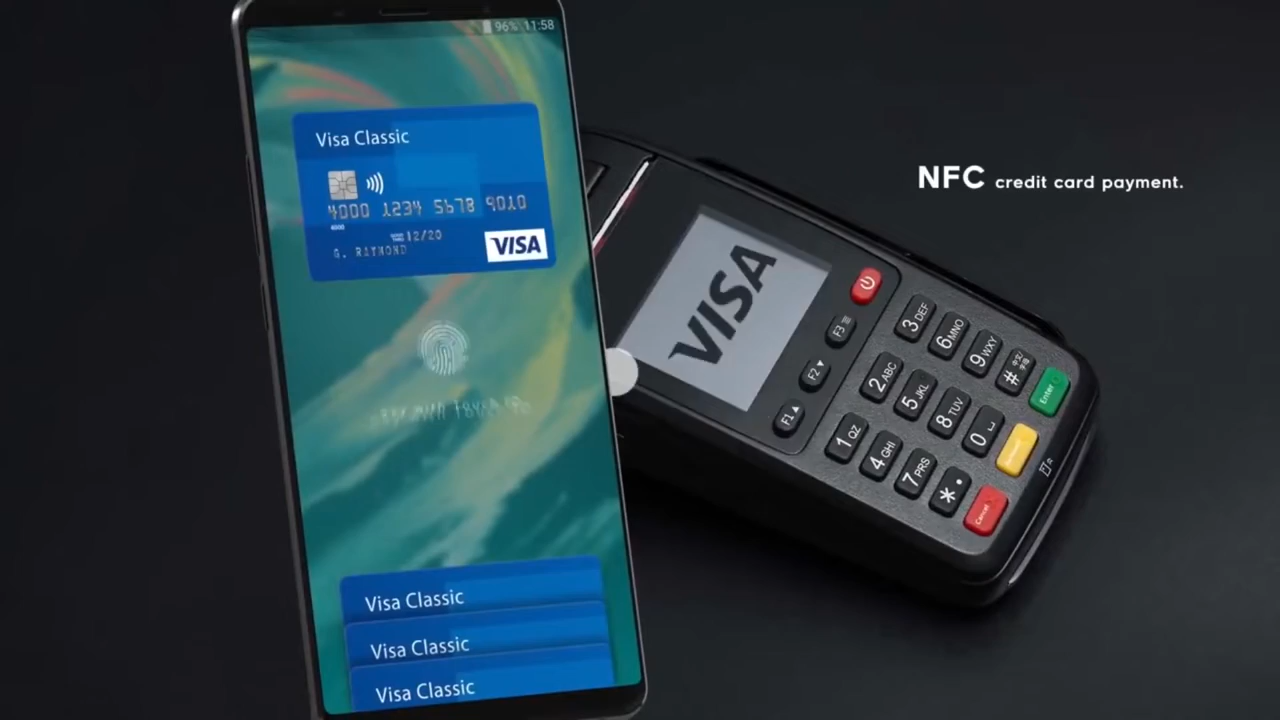 96% 11:58
Visa Classic
4000 1234 5678 9010
4000
12/20
G. RAYMOND
VISA
Visa Classic
Visa Classic
Visa Classic
NFC credit card payment.
VISA
F3
F2
F1
3 DEF
6 MNO
9 WXY
#
2 ABC
5 JKL
8 TUV
0
1 QZ
4 GHI
7 PRS
*
Enter
Cancel